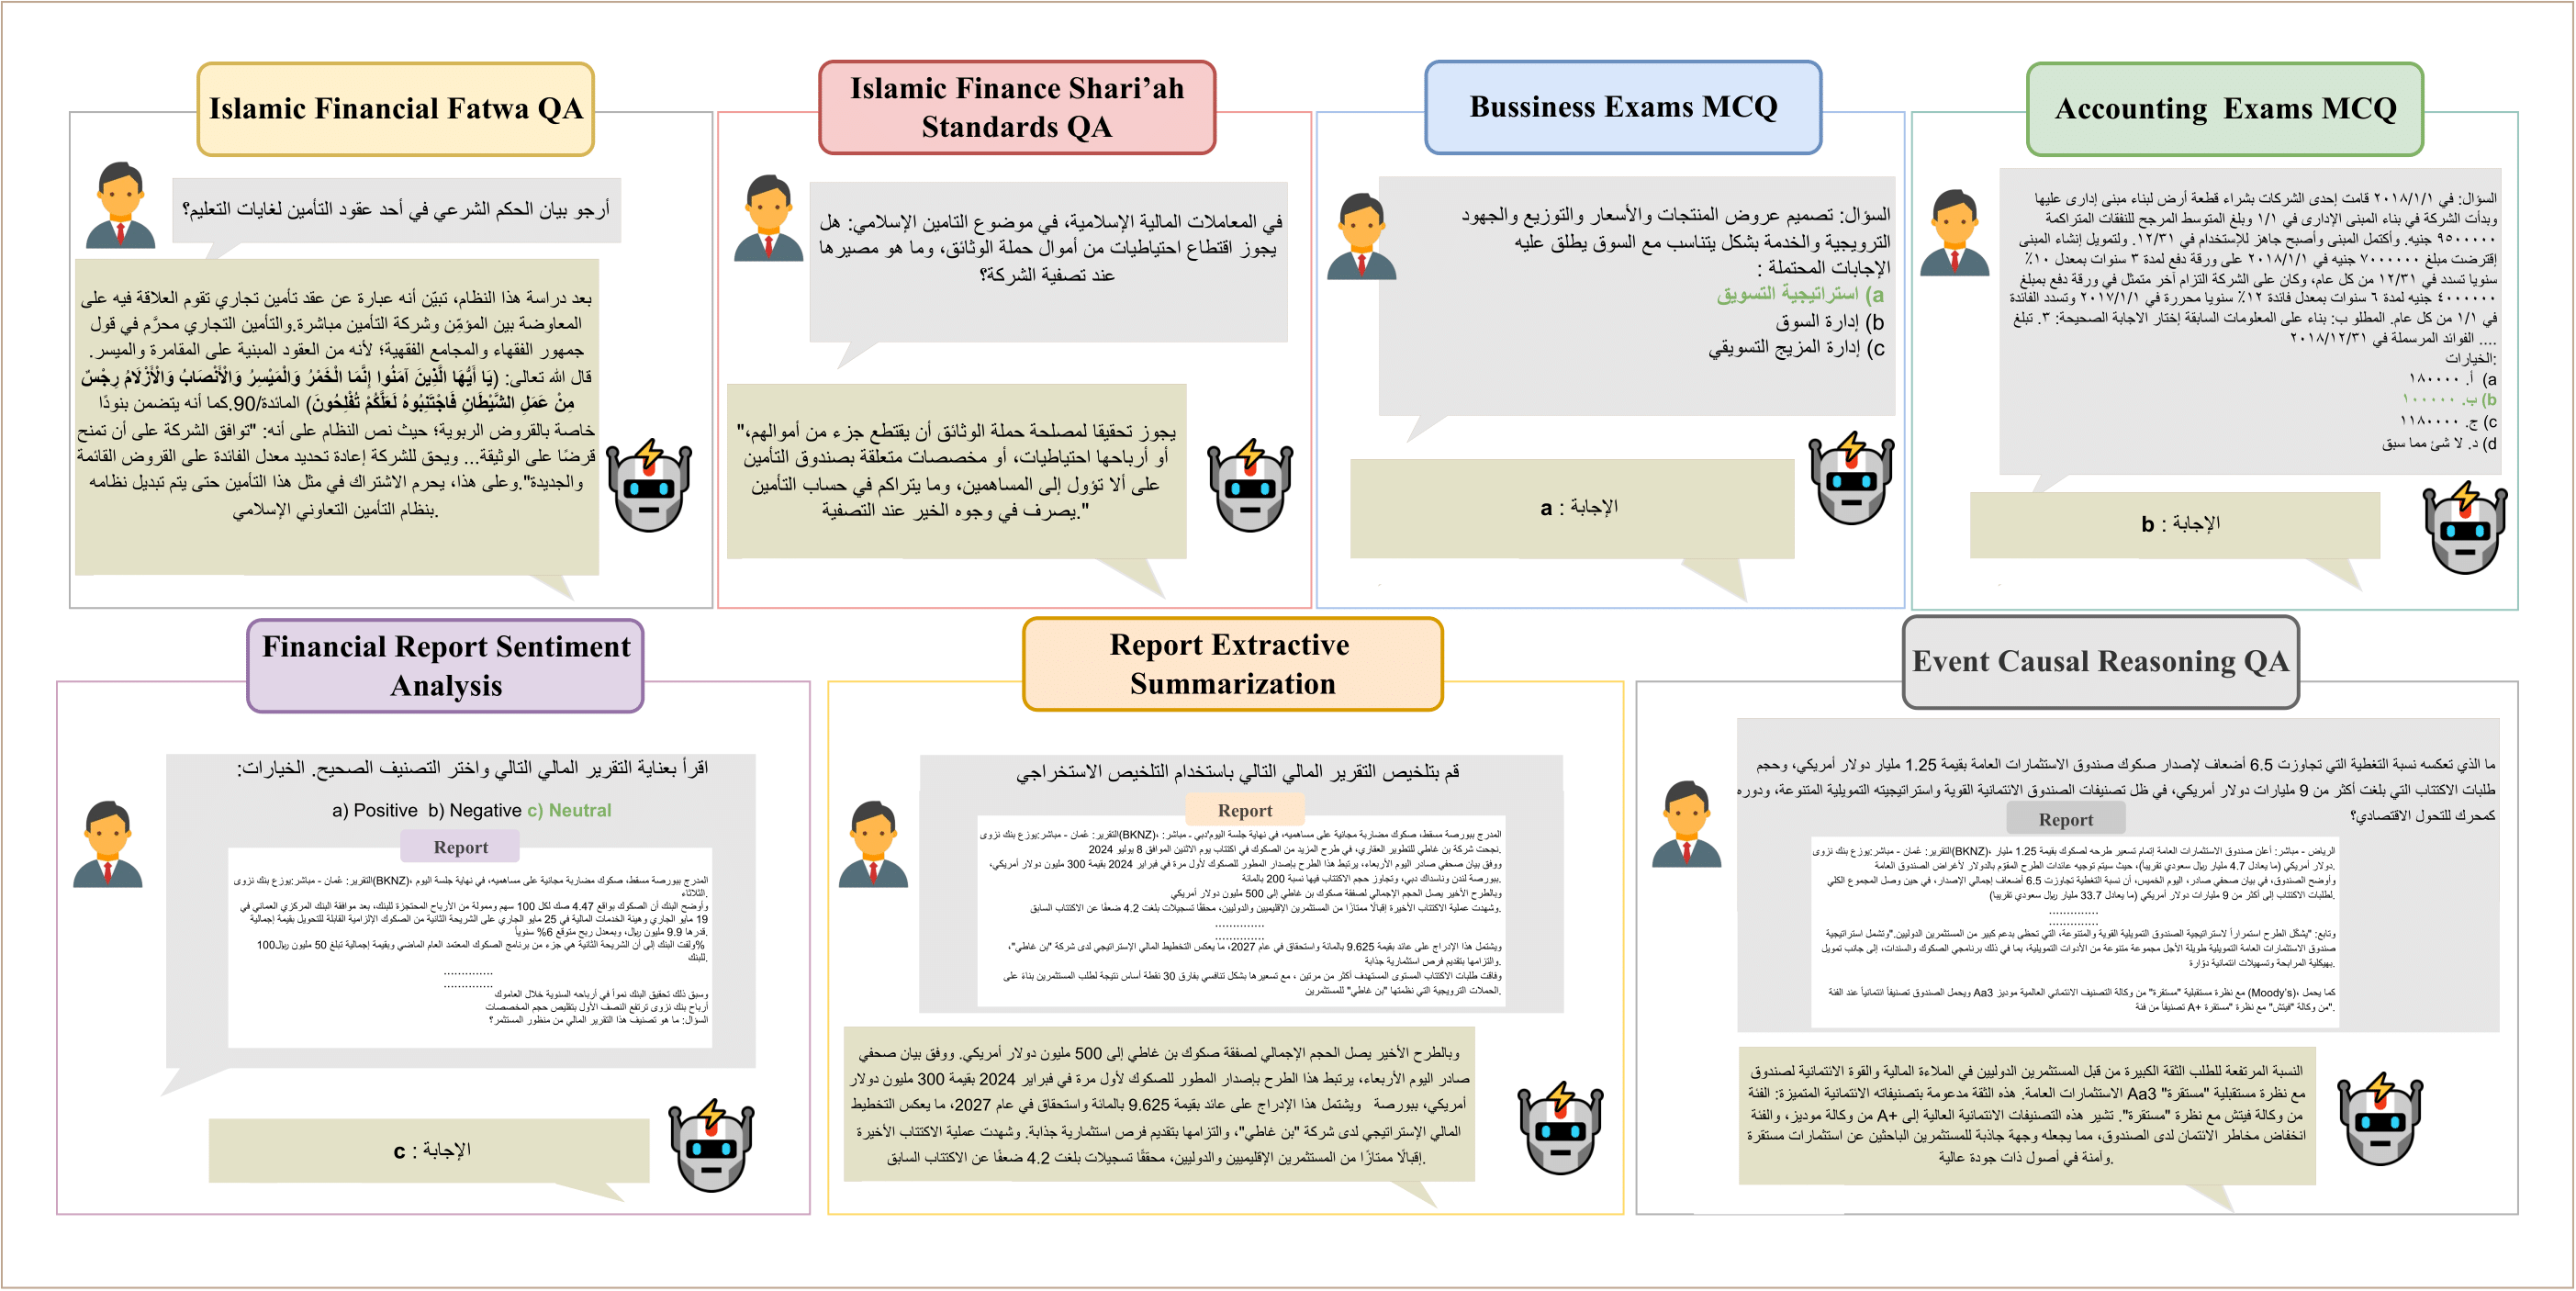 Islamic Financial Fatwa QA
أرجو بيان الحكم الشرعي في أحد عقود التأمين لغايات التعليم؟
بعد دراسة هذا النظام، تبيّن أنه عبارة عن عقد تأمين تجاري تقوم العلاقة فيه على
المعاوضة بين المؤمِّن وشركة التأمين مباشرة.والتأمين التجاري محرَّم في قول
جمهور الفقهاء والمجامع الفقهية؛ لأنه من العقود المبنية على المقامرة والميسر.
قال الله تعالى: (يَا أَيُّهَا الَّذِينَ آمَنُوا إِنَّمَا الْخَمْرُ وَالْمَيْسِرُ وَالْأَنْصَابُ وَالْأَزْلَامُ رِجْسٌ
مِنْ عَمَلِ الشَّيْطَانِ فَاجْتَنِبُوهُ لَعَلَّكُمْ تُفْلِحُونَ) المائدة/90.كما أنه يتضمن بنودًا
خاصة بالقروض الربوية؛ حيث نص النظام على أنه: "توافق الشركة على أن تمنح
قرضًا على الوثيقة... ويحق للشركة إعادة تحديد معدل الفائدة على القروض القائمة
والجديدة".وعلى هذا، يحرم الاشتراك في مثل هذا التأمين حتى يتم تبديل نظامه
بنظام التأمين التعاوني الإسلامي.
Islamic Finance Shari’ah
Standards QA
في المعاملات المالية الإسلامية، في موضوع التامين الإسلامي: هل
يجوز اقتطاع احتياطيات من أموال حملة الوثائق، وما هو مصيرها
عند تصفية الشركة؟
"يجوز تحقيقا لمصلحة حملة الوثائق أن يقتطع جزء من أموالهم،
أو أرباحها احتياطيات، أو مخصصات متعلقة بصندوق التأمين
على ألا تؤول إلى المساهمين، وما يتراكم في حساب التأمين
يصرف في وجوه الخير عند التصفية."
Bussiness Exams MCQ
السؤال: تصميم عروض المنتجات والأسعار والتوزيع والجهود
الترويجية والخدمة بشكل يتناسب مع السوق يطلق عليه
الإجابات المحتملة :
a) استراتيجية التسويق
b) إدارة السوق
c) إدارة المزيج التسويقي
الإجابة : a
Accounting Exams MCQ
السؤال: في ٢٠١٨/١/١ قامت إحدى الشركات بشراء قطعة أرض لبناء مبنى إدارى عليها
وبدأت الشركة في بناء المبنى الإدارى في ١/١ وبلغ المتوسط المرجح للنفقات المتراكمة
٩٥٠٠٠٠٠ جنيه. وأكتمل المبنى وأصبح جاهز للإستخدام في ١٢/٣١. ولتمويل إنشاء المبنى
إقترضت مبلغ ٧٠٠٠٠٠٠ جنيه في ٢٠١٨/١/١ على ورقة دفع لمدة ٣ سنوات بمعدل ١٠٪
سنويا تسدد في ١٢/٣١ من كل عام، وكان على الشركة التزام أخر متمثل في ورقة دفع بمبلغ
٤٠٠٠٠٠٠ جنيه لمدة ٦ سنوات بمعدل فائدة ١٢٪ سنويا محررة في ٢٠١٧/١/١ وتسدد الفائدة
في ١/١ من كل عام. المطلو ب: بناء على المعلومات السابقة إختار الاجابة الصحيحة: ٣. تبلغ
الفوائد المرسملة في ٢٠١٨/١٢/٣١ ....
الخيارات:
a) أ. ١٨٠٠٠٠
b) ب. ١٠٠٠٠٠
c) ج. ١١٨٠٠٠٠
d) د. لا شئ مما سبق
الإجابة : b
Financial Report Sentiment
Analysis
اقرأ بعناية التقرير المالي التالي واختر التصنيف الصحيح. الخيارات:
a) Positive b) Negative c) Neutral
Report
المدرج ببورصة مسقط، صكوك مضاربة مجانية على مساهميه، في نهاية جلسة اليوم ،(BKNZ)التقرير: عُمان - مباشر:يوزع بنك نزوى
الثلاثاء.
وأوضح البنك أن الصكوك بواقع 4.47 صك لكل 100 سهم وممولة من الأرباح المحتجزة للبنك، بعد موافقة البنك المركزي العماني في
19 مايو الجاري وهيئة الخدمات المالية في 25 مايو الجاري على الشريحة الثانية من الصكوك الإلزامية القابلة للتحويل بقيمة إجمالية
قدرها 9.9 مليون ريال، وبمعدل ربح متوقع 6% سنوياً.
%ولفت البنك إلى أن الشريحة الثانية هي جزء من برنامج الصكوك المعتمد العام الماضي وبقيمة إجمالية تبلغ 50 مليون ريال100
للبنك.
..............
..............
وسبق ذلك تحقيق البنك نمواً في أرباحه السنوية خلال العاموك
أرباح بنك نزوى ترتفع النصف الأول بتقليص حجم المخصصات
السؤال: ما هو تصنيف هذا التقرير المالي من منظور المستثمر؟
الإجابة : c
Report Extractive
Summarization
قم بتلخيص التقرير المالي التالي باستخدام التلخيص الاستخراجي
Report
المدرج ببورصة مسقط، صكوك مضاربة مجانية على مساهميه، في نهاية جلسة اليوم'دبي - مباشر: ،(BKNZ)التقرير: عُمان - مباشر:يوزع بنك نزوى
نجحت شركة بن غاطي للتطوير العقاري، في طرح المزيد من الصكوك في اكتتاب يوم الاثنين الموافق 8 يوليو 2024.
ووفق بيان صحفي صادر اليوم الأربعاء، يرتبط هذا الطرح بإصدار المطور للصكوك لأول مرة في فبراير 2024 بقيمة 300 مليون دولار أمريكي،
ببورصة لندن وناسداك دبي، وتجاوز حجم الاكتتاب فيها نسبة 200 بالمائة.
وبالطرح الأخير يصل الحجم الإجمالي لصفقة صكوك بن غاطي إلى 500 مليون دولار أمريكي
وشهدت عملية الاكتتاب الأخيرة إقبالًا ممتازًا من المستثمرين الإقليميين والدوليين، محققًا تسجيلات بلغت 4.2 ضعفًا عن الاكتتاب السابق.
..............
..............
ويشتمل هذا الإدراج على عائد بقيمة 9.625 بالمائة واستحقاق في عام 2027، ما يعكس التخطيط المالي الإستراتيجي لدى شركة "بن غاطي"،
والتزامها بتقديم فرص استثمارية جذابة.
وفاقت طلبات الاكتتاب المستوى المستهدف أكثر من مرتين ، مع تسعيرها بشكل تنافسي بفارق 30 نقطة أساس نتيجة لطلب المستثمرين بناءً على
الحملات الترويجية التي نظمتها "بن غاطي" للمستثمرين.
وبالطرح الأخير يصل الحجم الإجمالي لصفقة صكوك بن غاطي إلى 500 مليون دولار أمريكي. ووفق بيان صحفي
صادر اليوم الأربعاء، يرتبط هذا الطرح بإصدار المطور للصكوك لأول مرة في فبراير 2024 بقيمة 300 مليون دولار
أمريكي، ببورصة ويشتمل هذا الإدراج على عائد بقيمة 9.625 بالمائة واستحقاق في عام 2027، ما يعكس التخطيط
المالي الإستراتيجي لدى شركة "بن غاطي"، والتزامها بتقديم فرص استثمارية جذابة. وشهدت عملية الاكتتاب الأخيرة
إقبالًا ممتازًا من المستثمرين الإقليميين والدوليين، محققًا تسجيلات بلغت 4.2 ضعفًا عن الاكتتاب السابق.
Event Causal Reasoning QA
ما الذي تعكسه نسبة التغطية التي تجاوزت 6.5 أضعاف لإصدار صكوك صندوق الاستثمارات العامة بقيمة 1.25 مليار دولار أمريكي، وحجم
طلبات الاكتتاب التي بلغت أكثر من 9 مليارات دولار أمريكي، في ظل تصنيفات الصندوق الائتمانية القوية واستراتيجيته التمويلية المتنوعة، ودوره
كمحرك للتحول الاقتصادي؟
Report
الرياض - مباشر: أعلن صندوق الاستثمارات العامة إتمام تسعير طرحه لصكوك بقيمة 1.25 مليار ،(BKNZ)التقرير: عُمان - مباشر:يوزع بنك نزوى
دولار أمريكي (ما يعادل 4.7 مليار ريال سعودي تقريباً)، حيث سيتم توجيه عائدات الطرح المقوّم بالدولار لأغراض الصندوق العامة.
وأوضح الصندوق، في بيان صحفي صادر، اليوم الخميس، أن نسبة التغطية تجاوزت 6.5 أضعاف إجمالي الإصدار، في حين وصل المجموع الكلي
لطلبات الاكتتاب إلى أكثر من 9 مليارات دولار أمريكي (ما يعادل 33.7 مليار ريال سعودي تقريبا).
..............
..............
وتابع: "يشكّل الطرح استمراراً لاستراتيجية الصندوق التمويلية القوية والمتنوعة، التي تحظى بدعم كبير من المستثمرين الدوليين."وتشمل استراتيجية
صندوق الاستثمارات العامة التمويلية طويلة الأجل مجموعة متنوعة من الأدوات التمويلية، بما في ذلك برنامجي الصكوك والسندات، إلى جانب تمويل
بهيكلية المرابحة وتسهيلات ائتمانية دوّارة.
كما يحمل ،(Moody’s) مع نظرة مستقبلية "مستقرة" من وكالة التصنيف الائتماني العالمية موديز Aa3 ويحمل الصندوق تصنيفاً ائتمانياً عند الفئة
من وكالة "فيتش" مع نظرة "مستقرة +A تصنيفاً من فئة".
النسبة المرتفعة للطلب الثقة الكبيرة من قبل المستثمرين الدوليين في الملاءة المالية والقوة الائتمانية لصندوق
مع نظرة مستقبلية "مستقرة" Aa3 الاستثمارات العامة. هذه الثقة مدعومة بتصنيفاته الائتمانية المتميزة: الفئة
من وكالة فيتش مع نظرة "مستقرة". تشير هذه التصنيفات الائتمانية العالية إلى +A من وكالة موديز، والفئة
انخفاض مخاطر الائتمان لدى الصندوق، مما يجعله وجهة جاذبة للمستثمرين الباحثين عن استثمارات مستقرة
وآمنة في أصول ذات جودة عالية.